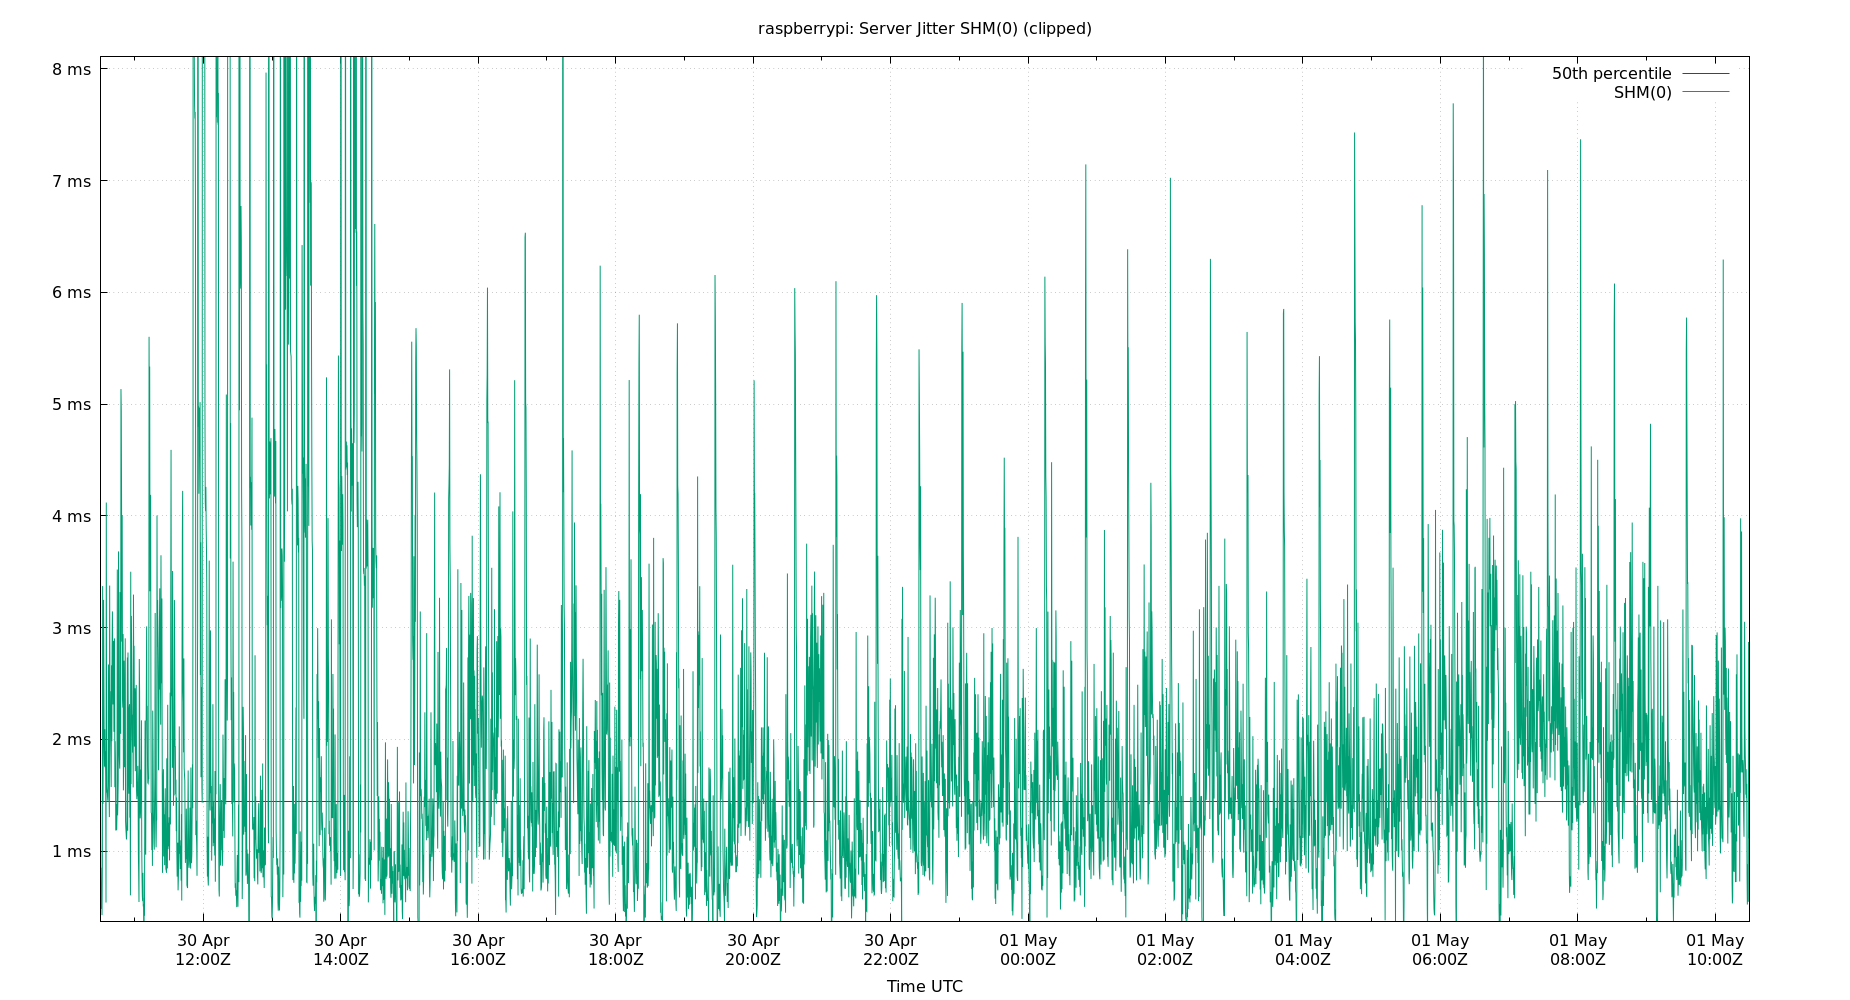 raspberrypi: Server Jitter SHM(0) (clipped)
50th percentile
SHM(0)
8 ms
7 ms
6 ms
5 ms
4 ms
3 ms
2 ms
1 ms
30 Apr 30 Apr 30 Apr 30 Apr 30 Apr 30 Apr 01 May 01 May 01 May 01 May 01 May 01 May
12:00Z 14:00Z 16:00Z 18:00Z 20:00Z 22:00Z 00:00Z 02:00Z 04:00Z 06:00Z 08:00Z 10:00Z
Time UTC